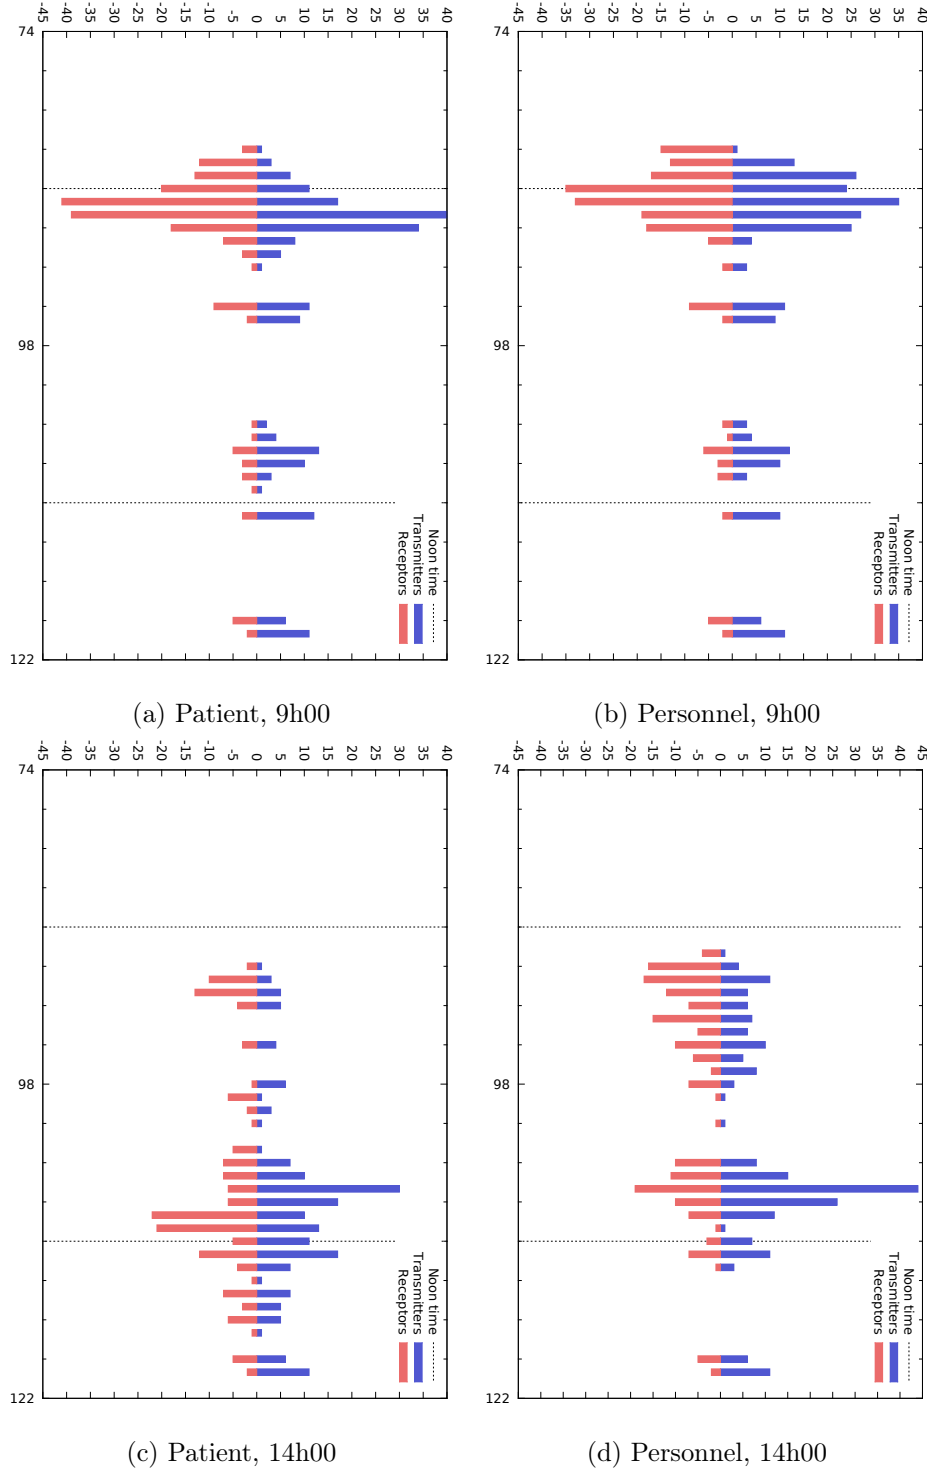 -45 -40 -35 -30 -25 -20 -15 -10 -5 0 5 10 15 20 25 30 35 40
74
98
122
Noon time
Transmitters
Receptors
(a) Patient, 9h00
-45 -40 -35 -30 -25 -20 -15 -10 -5 0 5 10 15 20 25 30 35 40
74
98
122
Noon time
Transmitters
Receptors
(b) Personnel, 9h00
-45 -40 -35 -30 -25 -20 -15 -10 -5 0 5 10 15 20 25 30 35 40
74
98
122
Noon time
Transmitters
Receptors
(c) Patient, 14h00
-45 -40 -35 -30 -25 -20 -15 -10 -5 0 5 10 15 20 25 30 35 40 45
74
98
122
Noon time
Transmitters
Receptors
(d) Personnel, 14h00